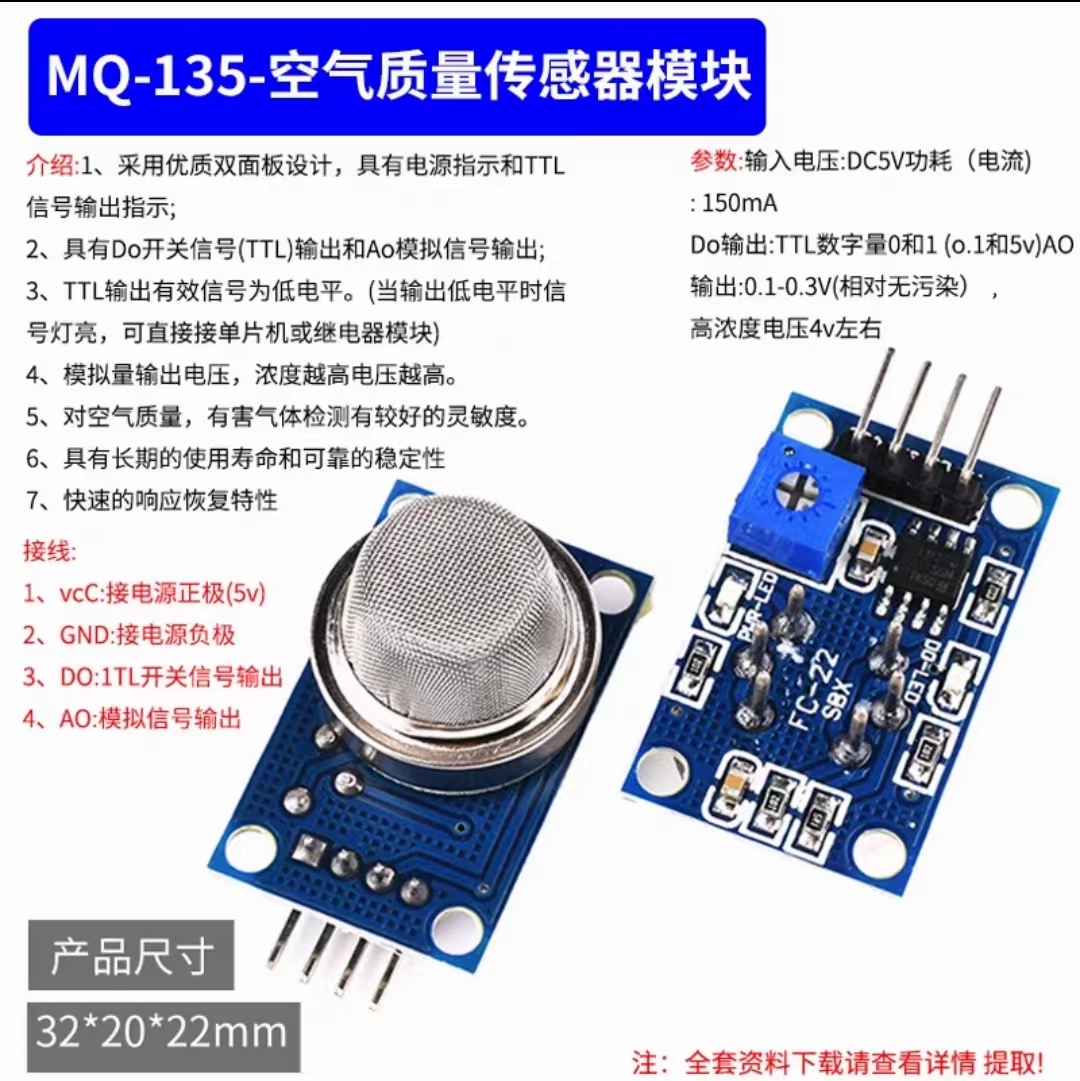 MQ-135-空气质量传感器模块
介绍:1、采用优质双面板设计，具有电源指示和TTL
信号输出指示;
2、具有Do开关信号(TTL)输出和Ao模拟信号输出;
3、TTL输出有效信号为低电平。(当输出低电平时信
号灯亮，可直接接单片机或继电器模块)
4、模拟量输出电压，浓度越高电压越高。
5、对空气质量，有害气体检测有较好的灵敏度。
6、具有长期的使用寿命和可靠的稳定性
7、快速的响应恢复特性
接线:
1、vcC:接电源正极(5v)
2、GND:接电源负极
3、DO:1TL开关信号输出
4、AO:模拟信号输出
参数:输入电压:DC5V功耗（电流)
: 150mA
Do输出:TTL数字量0和1 (o.1和5v)AO
输出:0.1-0.3V(相对无污染），
高浓度电压4v左右
PWR-LED
DO-LED
FC-22
SBX
产品尺寸
32*20*22mm
注：全套资料下载请查看详情 提取!